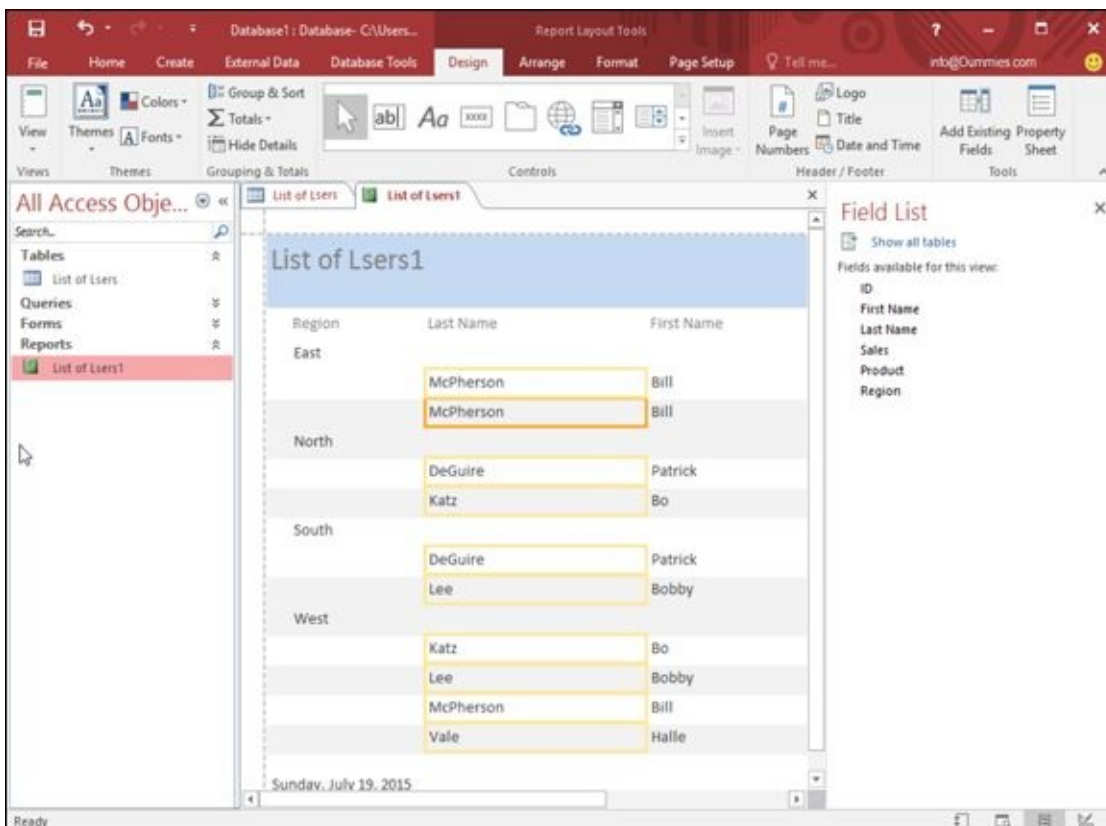 Database1 : Database- C:\Users... Report Layout Tools ?
File Home Create External Data Database Tools Design Arrange Format Page Setup Tell me... info@Dummies.com
View
Themes
Aa Colors
A Fonts
Group & Sort
Totals
Hide Details
ab| Aa XXXX
Insert Image
Page Numbers
Logo
Title
Date and Time
Add Existing Fields
Property Sheet
Views Themes Grouping & Totals Controls Header / Footer Tools
All Access Obje...
Search...
Tables
List of Lsers
Queries
Forms
Reports
List of Lsers1
List of Lsers List of Lsers1
List of Lsers1
Region Last Name First Name
East
McPherson Bill
McPherson Bill
North
DeGuire Patrick
Katz Bo
South
DeGuire Patrick
Lee Bobby
West
Katz Bo
Lee Bobby
McPherson Bill
Vale Halle
Sunday, July 19, 2015
Field List
Show all tables
Fields available for this view:
ID
First Name
Last Name
Sales
Product
Region
Ready